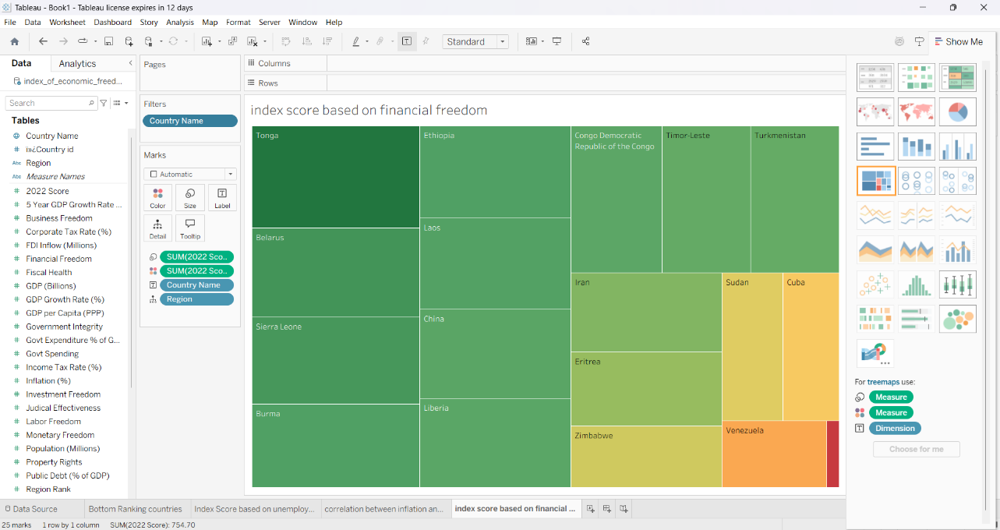 Tableau - Book1 - Tableau license expires in 12 days
File Data Worksheet Dashboard Story Analysis Map Format Server Window Help
Standard
Show Me
Data Analytics
index_of_economic_freed...
Search
Tables
Country Name
ï»¿Country id
Region
Measure Names
2022 Score
5 Year GDP Growth Rate ...
Business Freedom
Corporate Tax Rate (%)
FDI Inflow (Millions)
Financial Freedom
Fiscal Health
GDP (Billions)
GDP Growth Rate (%)
GDP per Capita (PPP)
Government Integrity
Govt Expenditure % of G...
Govt Spending
Income Tax Rate (%)
Inflation (%)
Investment Freedom
Judical Effectiveness
Labor Freedom
Monetary Freedom
Population (Millions)
Property Rights
Public Debt (% of GDP)
Region Rank
Pages
Filters
Country Name
Marks
Automatic
Color Size Label
Detail Tooltip
SUM(2022 Sco..
SUM(2022 Sco..
Country Name
Region
Columns
Rows
index score based on financial freedom
Tonga
Belarus
Sierra Leone
Burma
Ethiopia
Laos
China
Liberia
Congo Democratic
Republic of the Congo
Timor-Leste
Turkmenistan
Iran
Eritrea
Zimbabwe
Sudan
Cuba
Venezuela
For treemaps use:
Measure
Measure
Dimension
Choose for me
Data Source Bottom Ranking countries Index Score based on unemploy... correlation between inflation an... index score based on financial ...
25 marks 1 row by 1 column SUM(2022 Score): 754.70